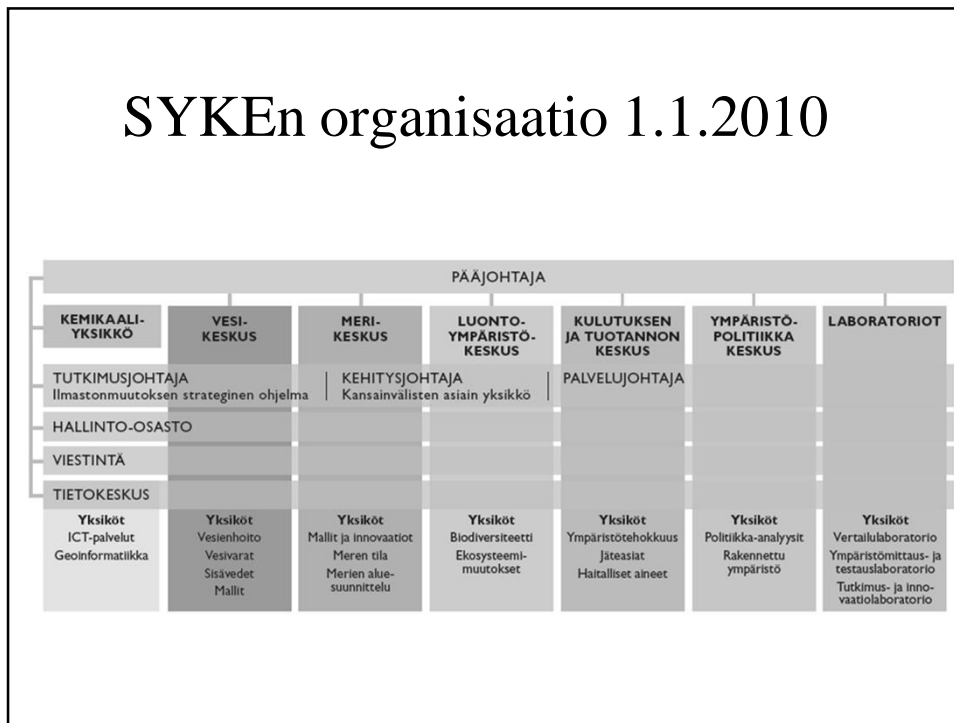 SYKEn organisaatio 1.1.2010
PÄÄJOHTAJA
KEMIKAALI-
YKSIKKÖ
VESI-
KESKUS
MERI-
KESKUS
LUONTO-
YMPÄRISTÖ-
KESKUS
KULUTUKSEN
JA TUOTANNON
KESKUS
YMPÄRISTÖ-
POLITIIKKA
KESKUS
LABORATORIOT
TUTKIMUSJOHTAJA
Ilmastonmuutoksen strateginen ohjelma
KEHITYSJOHTAJA
Kansainvälisten asiain yksikkö
PALVELUJOHTAJA
HALLINTO-OSASTO
VIESTINTÄ
TIETOKESKUS
Yksiköt
ICT-palvelut
Geoinformatiikka
Yksiköt
Vesienhoito
Vesivarat
Sisävedet
Mallit
Yksiköt
Mallit ja innovaatiot
Meren tila
Merien alue-
suunnittelu
Yksiköt
Biodiversiteetti
Ekosysteemi-
muutokset
Yksiköt
Ympäristötehokkuus
Jäteasiat
Haitalliset aineet
Yksiköt
Politiikka-analyysit
Rakennettu
ympäristö
Yksiköt
Vertailulaboratorio
Ympäristömittaus- ja
testauslaboratorio
Tutkimus- ja inno-
vaatiolaboratorio